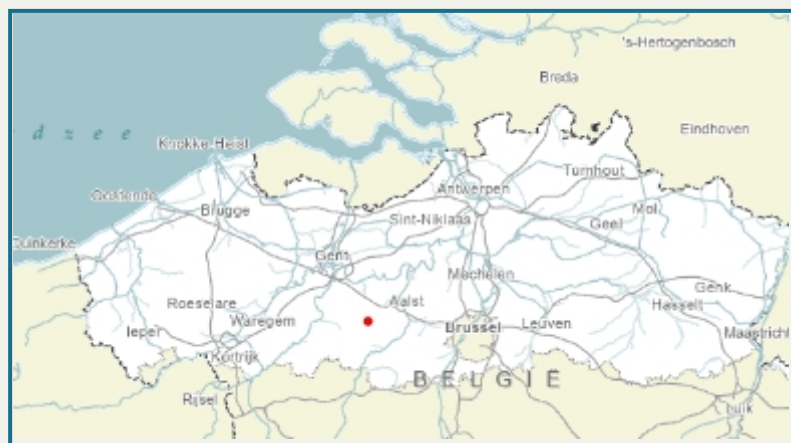 's-Hertogenbosch
Breda
Eindhoven
d z e e
Knokke-Heist
Turnhout
Antwerpen
Oostende
Mol
Brugge
Sint-Niklaas
Geel
Duinkerke
Gent
Mechelen
Genk
Roeselare
Aalst
Hasselt
Ieper
Waregem
Brussel
Leuven
Maastricht
Kortrijk
BELGIË
Rijsel
Luik